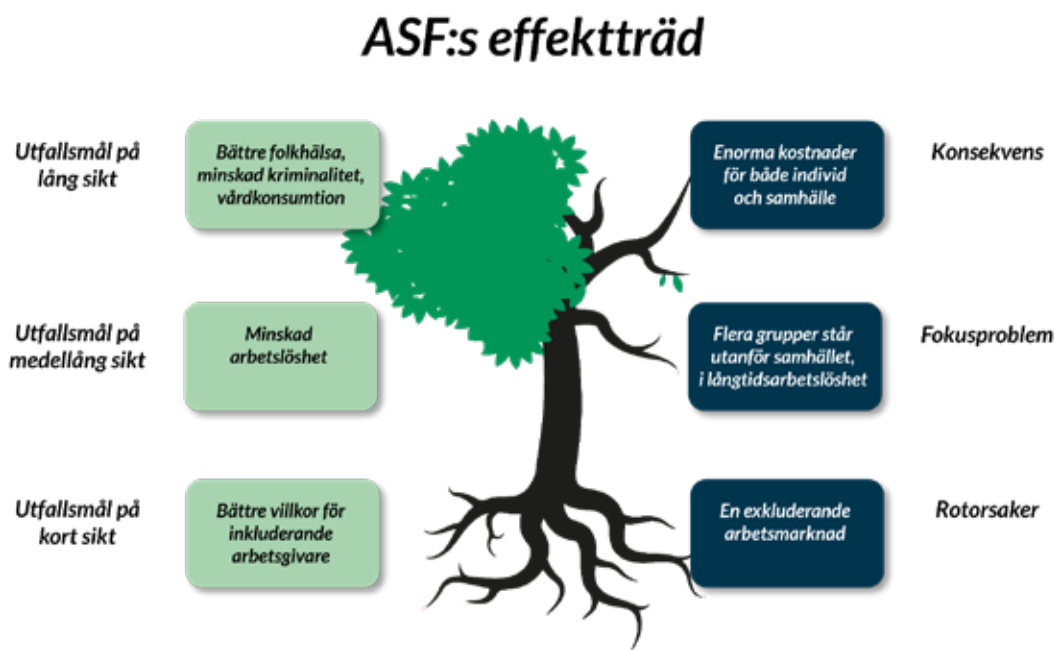 ASF:s effektträd
Utfallsmål på
lång sikt
Bättre folkhälsa,
minskad kriminalitet,
vårdkonsumtion
Enorma kostnader
för både individ
och samhälle
Konsekvens
Utfallsmål på
medellång sikt
Minskad
arbetslöshet
Flera grupper står
utanför samhället,
i långtidsarbetslöshet
Fokusproblem
Utfallsmål på
kort sikt
Bättre villkor för
inkluderande
arbetsgivare
En exkluderande
arbetsmarknad
Rotorsaker